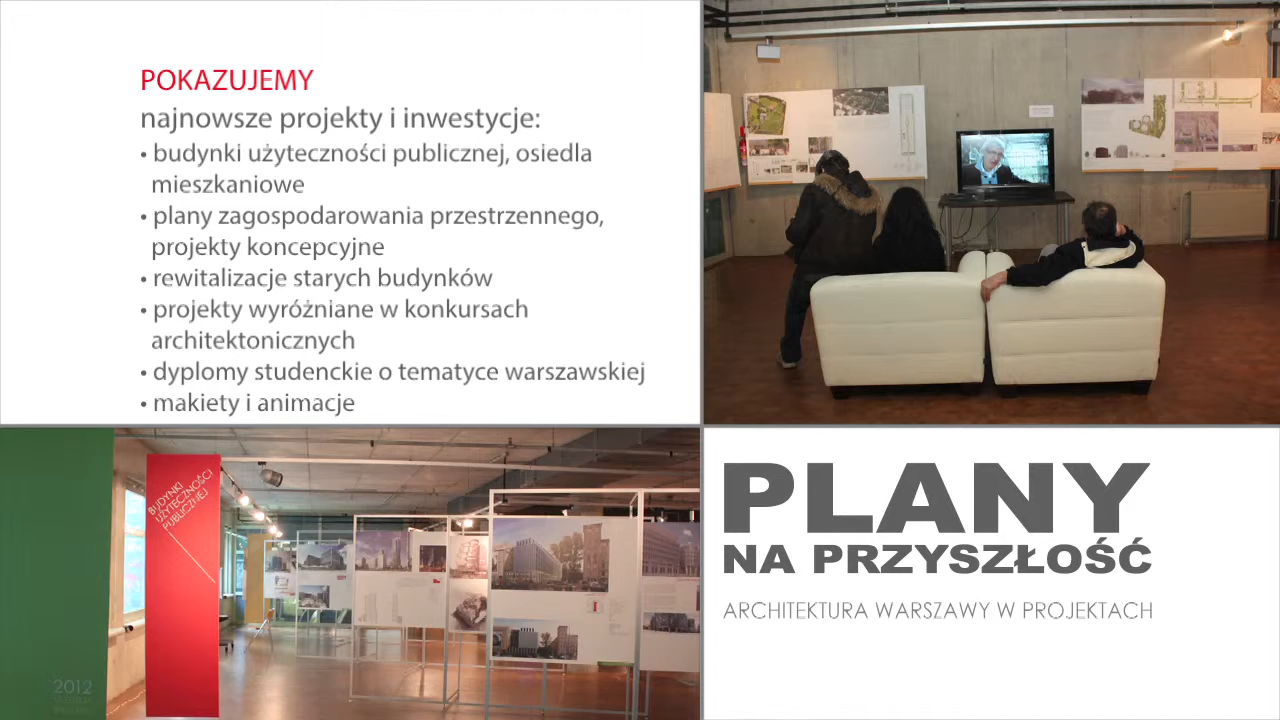 POKAZUJEMY
najnowsze projekty i inwestycje:
• budynki użyteczności publicznej, osiedla
mieszkaniowe
• plany zagospodarowania przestrzennego,
projekty koncepcyjne
• rewitalizacje starych budynków
• projekty wyróżniane w konkursach
architektonicznych
• dyplomy studenckie o tematyce warszawskiej
• makiety i animacje
BUDYNKI
UŻYTECZNOŚCI
PUBLICZNEJ
2012
PLANY
NA PRZYSZŁOŚĆ
ARCHITEKTURA WARSZAWY W PROJEKTACH